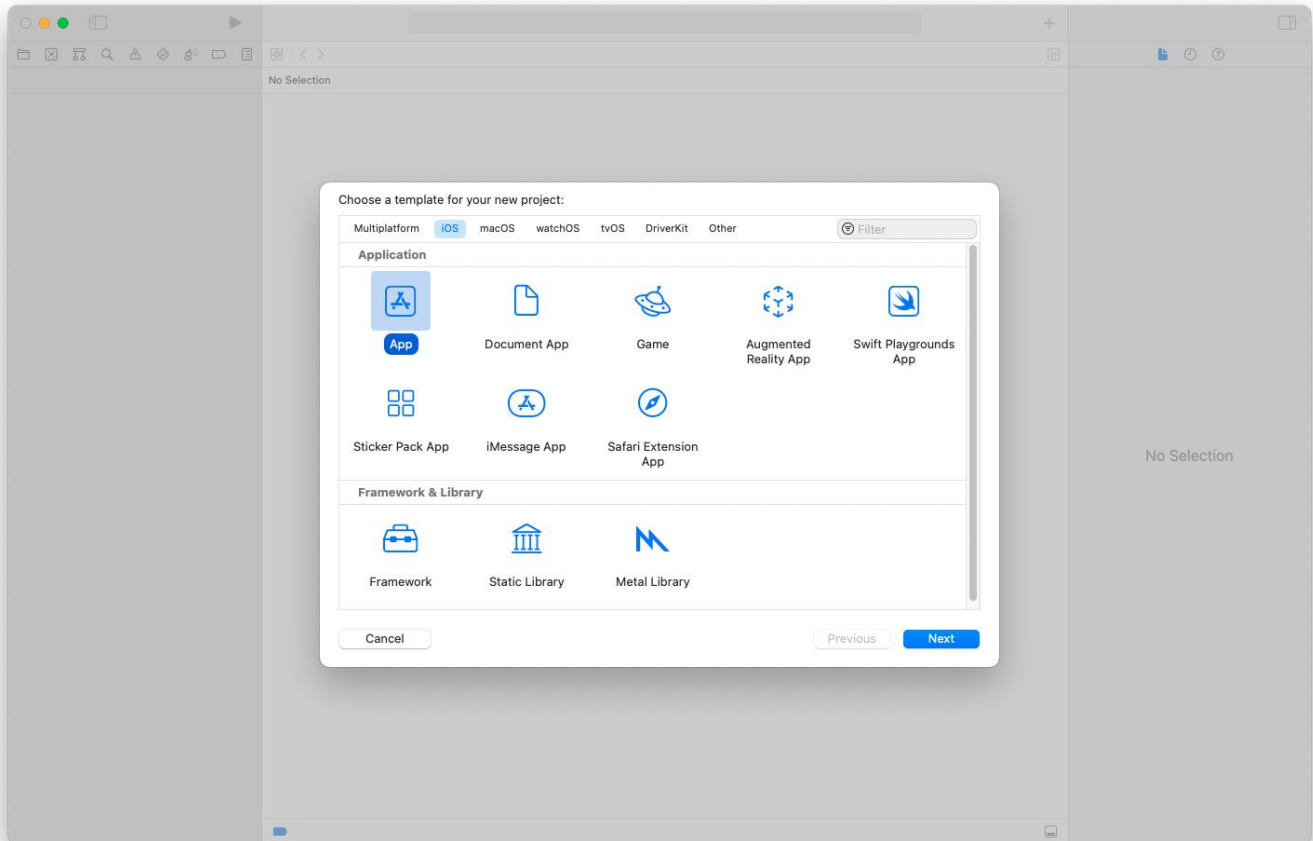 No Selection
Choose a template for your new project:
Multiplatform iOS macOS watchOS tvOS DriverKit Other Filter
Application
App Document App Game Augmented Reality App Swift Playgrounds App
Sticker Pack App iMessage App Safari Extension App
No Selection
Framework & Library
Framework Static Library Metal Library
Cancel Previous Next